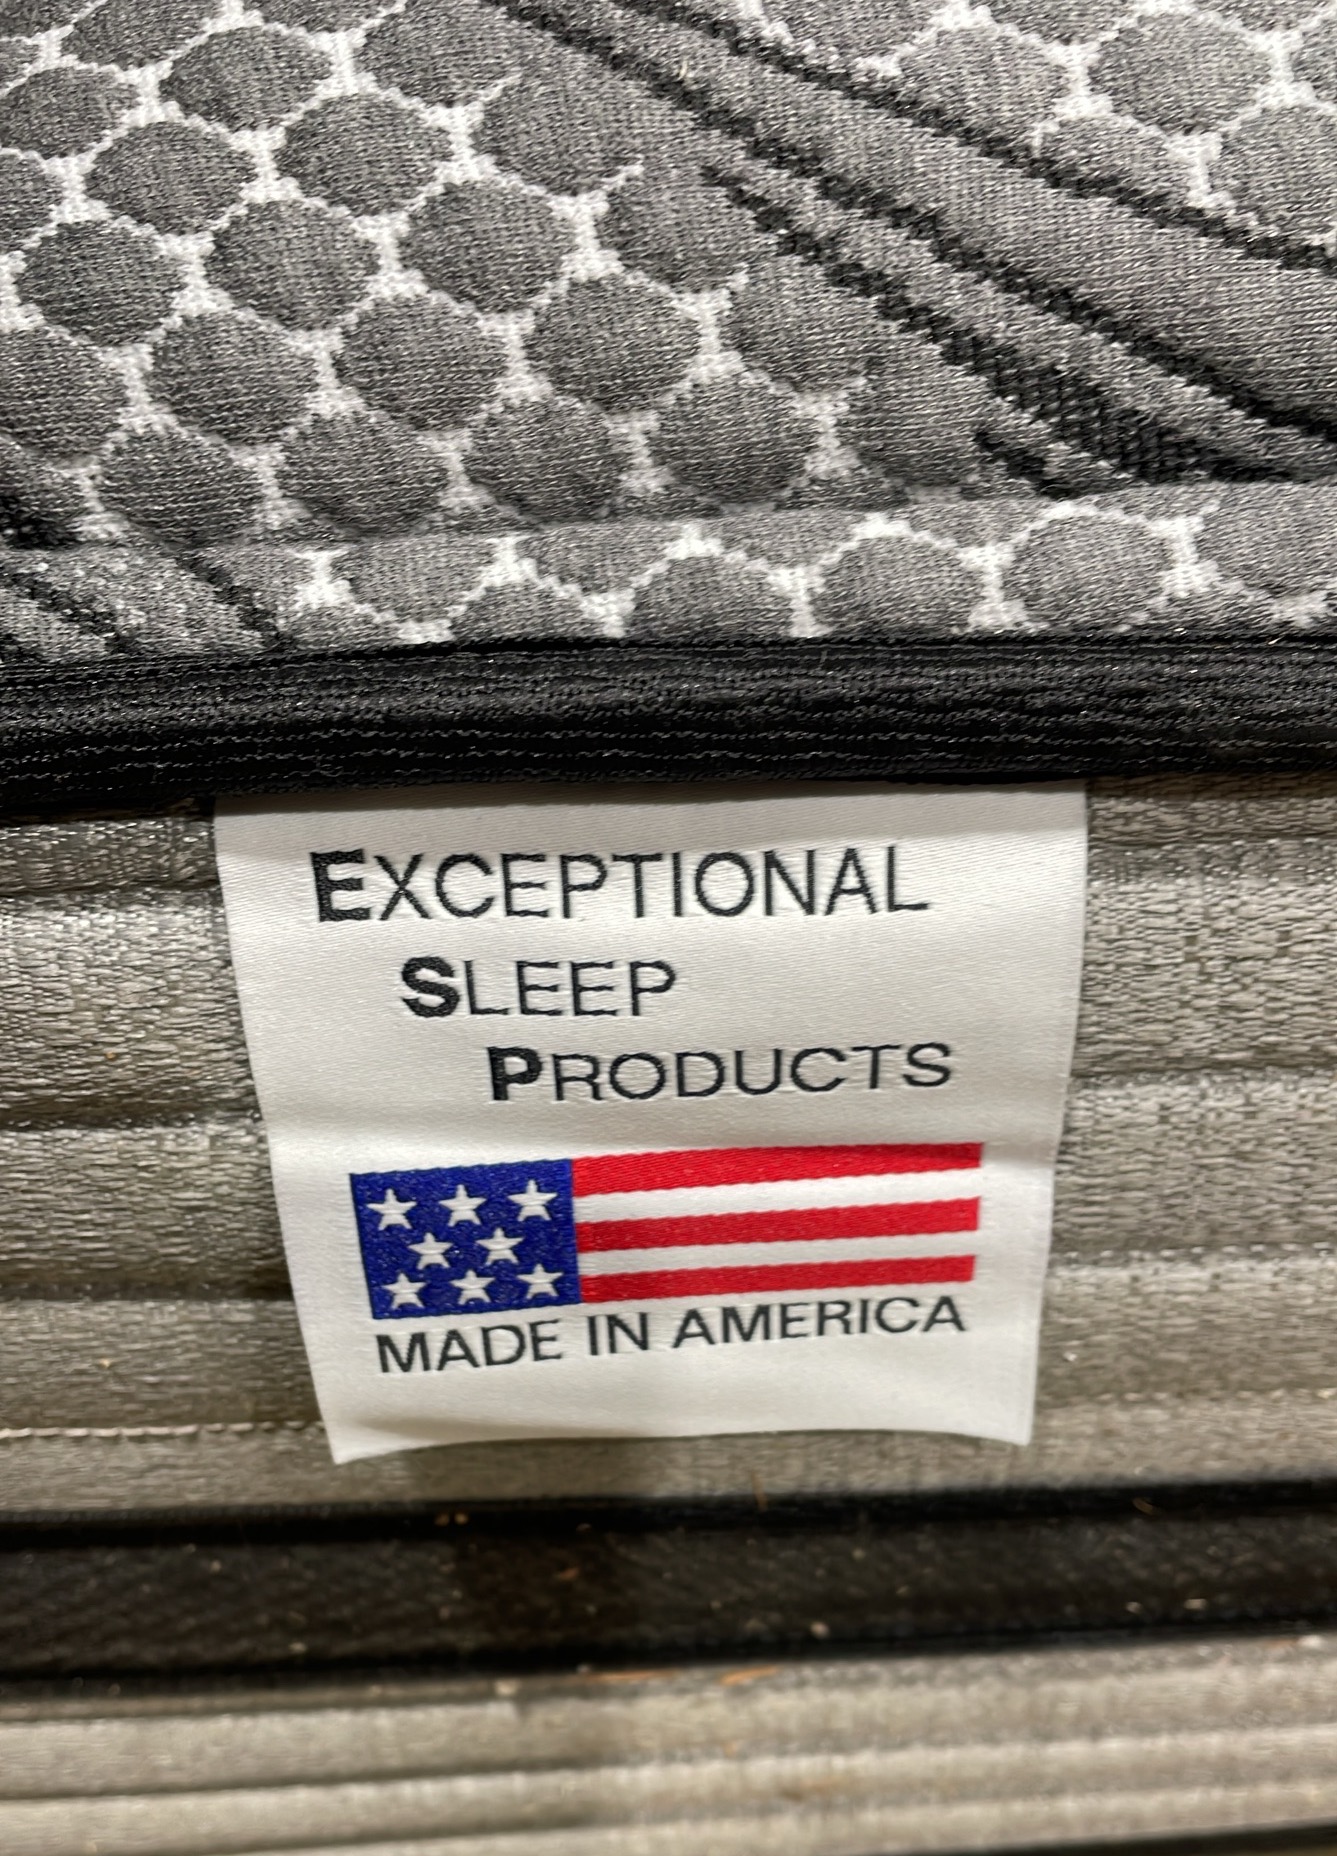 EXCEPTIONAL
SLEEP
PRODUCTS
MADE IN AMERICA